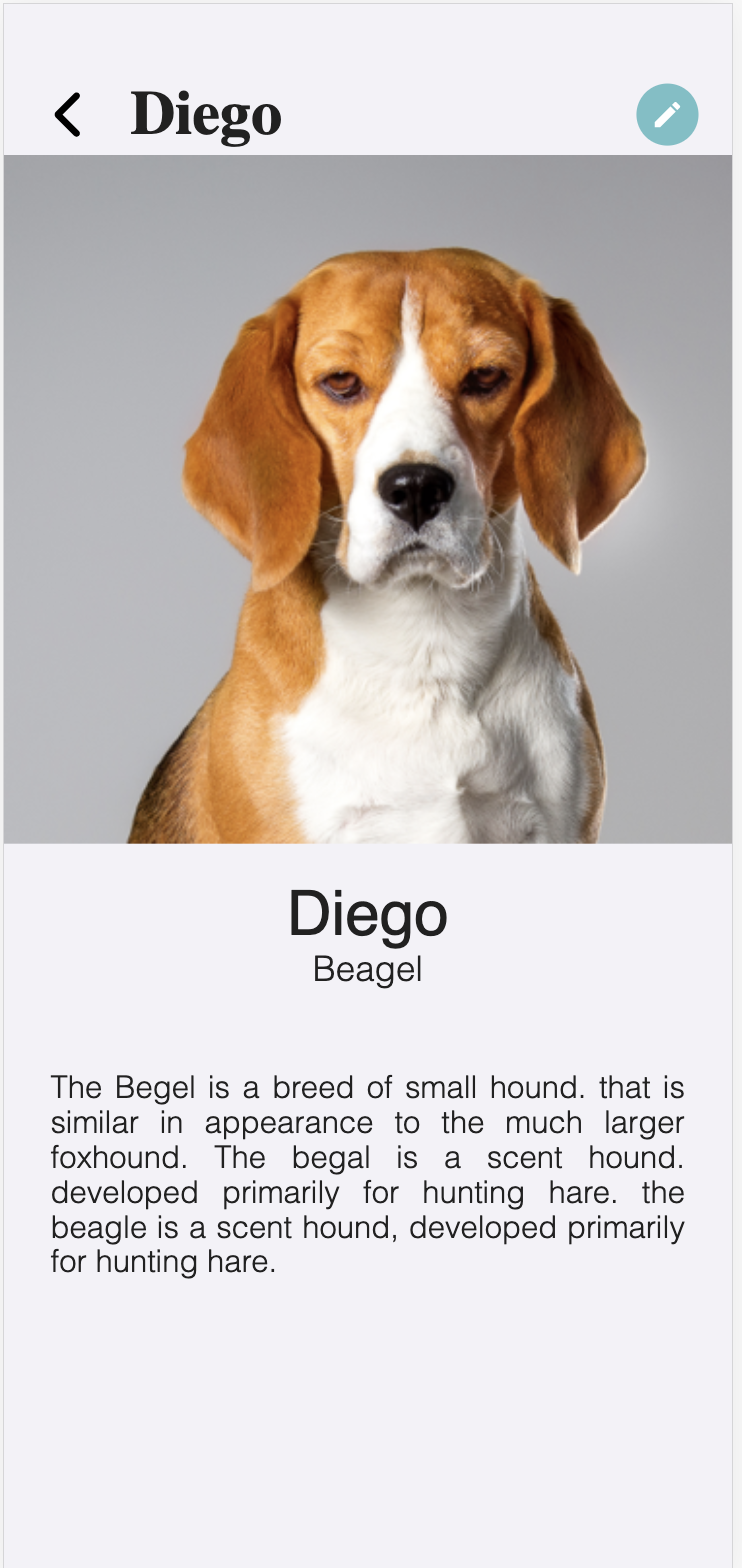 Diego
Diego
Beagel
The Begel is a breed of small hound. that is
similar in appearance to the much larger
foxhound. The begal is a scent hound.
developed primarily for hunting hare. the
beagle is a scent hound, developed primarily
for hunting hare.